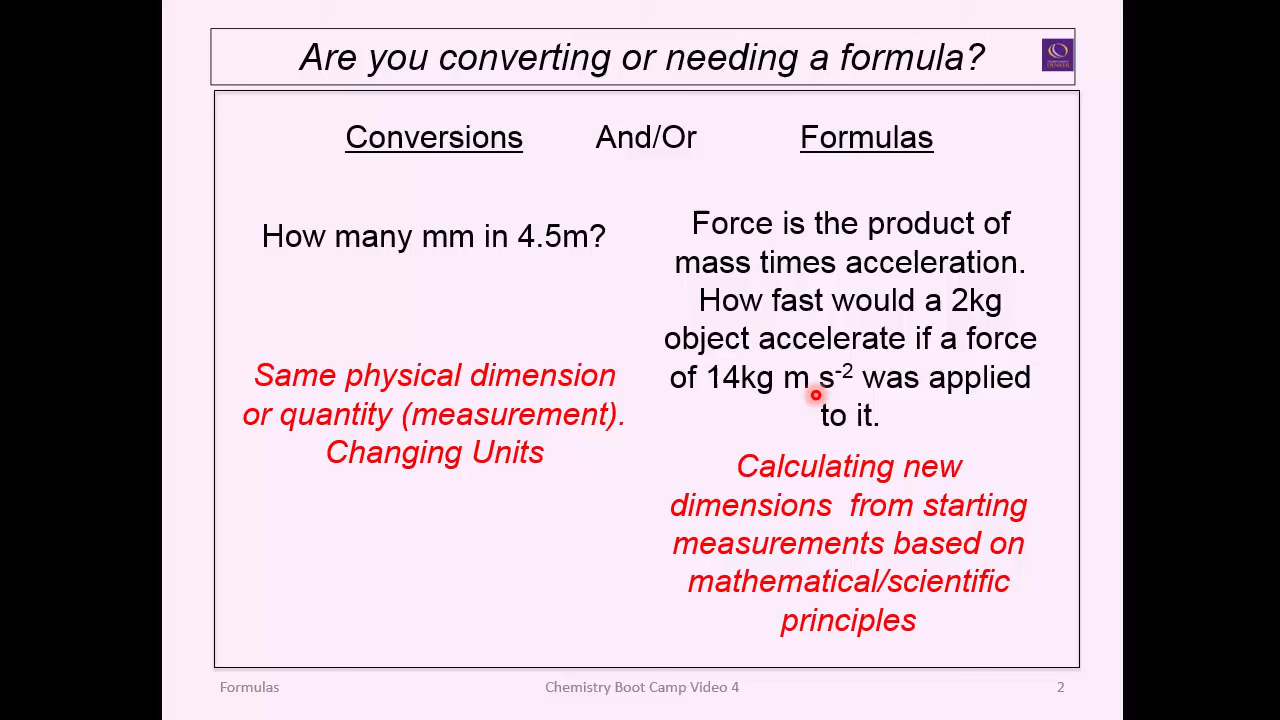 Are you converting or needing a formula?
Conversions And/Or Formulas
How many mm in 4.5m?
Same physical dimension
or quantity (measurement).
Changing Units
Force is the product of
mass times acceleration.
How fast would a 2kg
object accelerate if a force
of 14kg m s⁻² was applied
to it.
Calculating new
dimensions from starting
measurements based on
mathematical/scientific
principles
Formulas
Chemistry Boot Camp Video 4
2